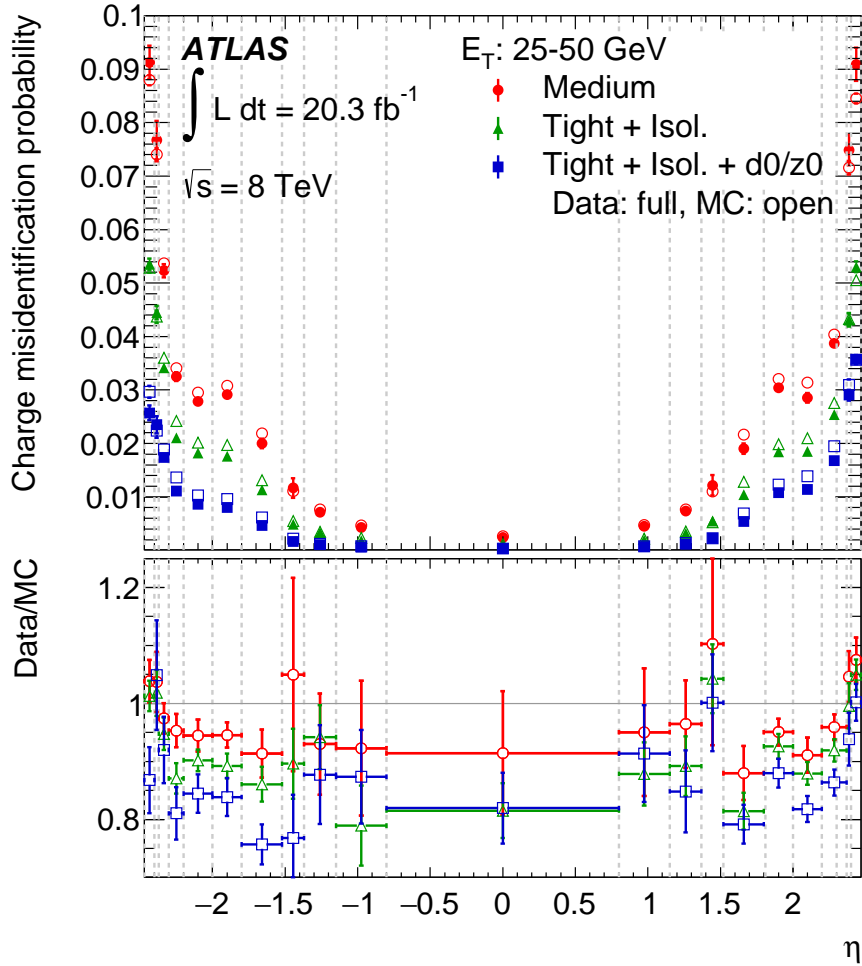 Charge misidentification probability
0.1
0.09
0.08
0.07
0.06
0.05
0.04
0.03
0.02
0.01
ATLAS
∫ L dt = 20.3 fb⁻¹
√s = 8 TeV
E_T: 25-50 GeV
Medium
Tight + Isol.
Tight + Isol. + d0/z0
Data: full, MC: open
Data/MC
1.2
1
0.8
−2 −1.5 −1 −0.5 0 0.5 1 1.5 2
η